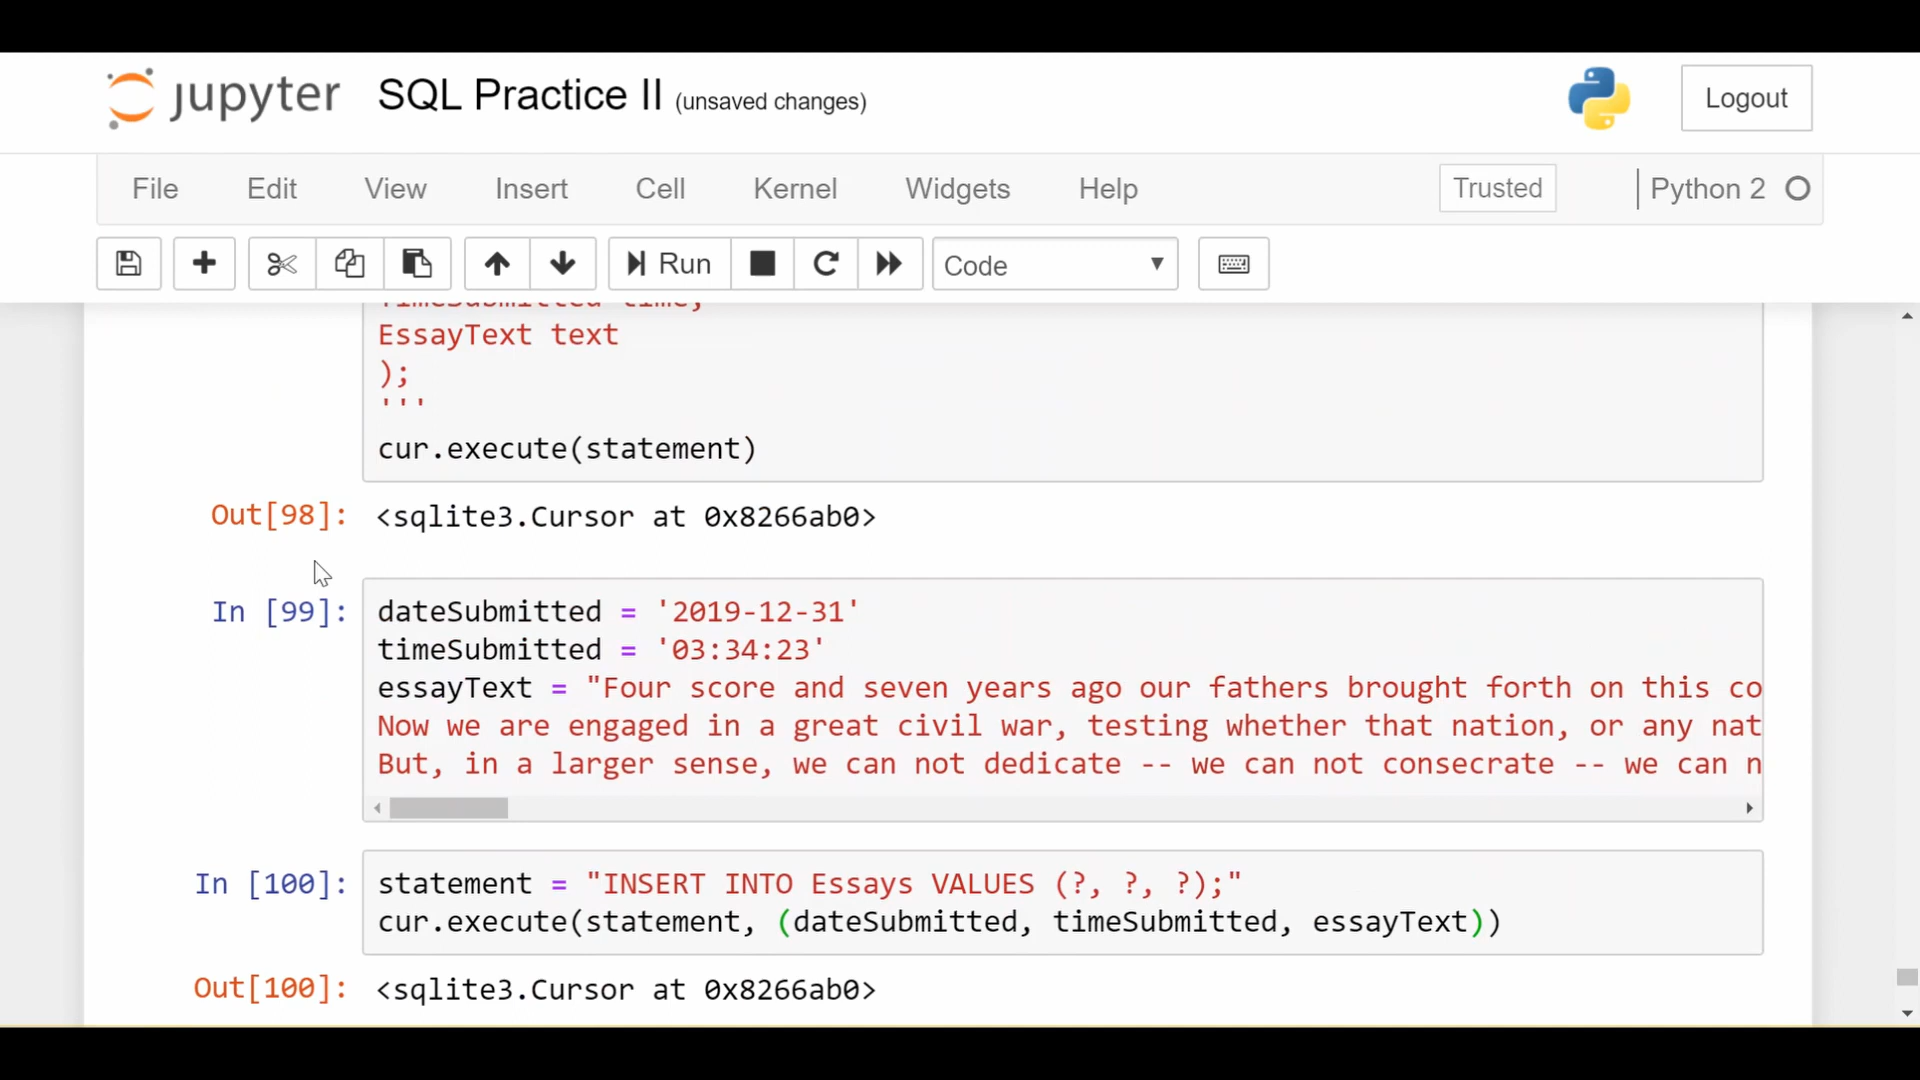 jupyter SQL Practice II (unsaved changes) Logout
File Edit View Insert Cell Kernel Widgets Help Trusted Python 2
Run Code
TimeSubmitted time,
EssayText text
);
'''
cur.execute(statement)
Out[98]: <sqlite3.Cursor at 0x8266ab0>
In [99]: dateSubmitted = '2019-12-31'
timeSubmitted = '03:34:23'
essayText = "Four score and seven years ago our fathers brought forth on this co
Now we are engaged in a great civil war, testing whether that nation, or any nat
But, in a larger sense, we can not dedicate -- we can not consecrate -- we can n
In [100]: statement = "INSERT INTO Essays VALUES (?, ?, ?);"
cur.execute(statement, (dateSubmitted, timeSubmitted, essayText))
Out[100]: <sqlite3.Cursor at 0x8266ab0>